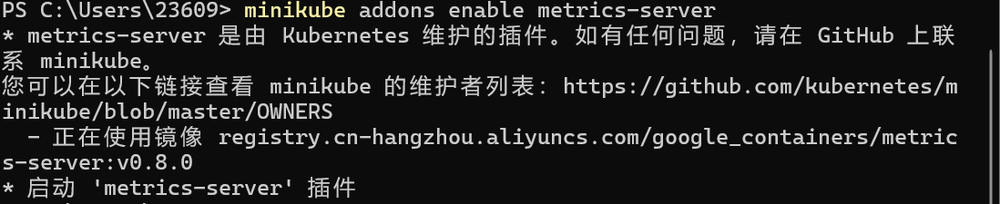 PS C:\Users\23609> minikube addons enable metrics-server
* metrics-server 是由 Kubernetes 维护的插件。如有任何问题，请在 GitHub 上联
系 minikube。
您可以在以下链接查看 minikube 的维护者列表：https://github.com/kubernetes/m
inikube/blob/master/OWNERS
  - 正在使用镜像 registry.cn-hangzhou.aliyuncs.com/google_containers/metric
s-server:v0.8.0
* 启动 'metrics-server' 插件